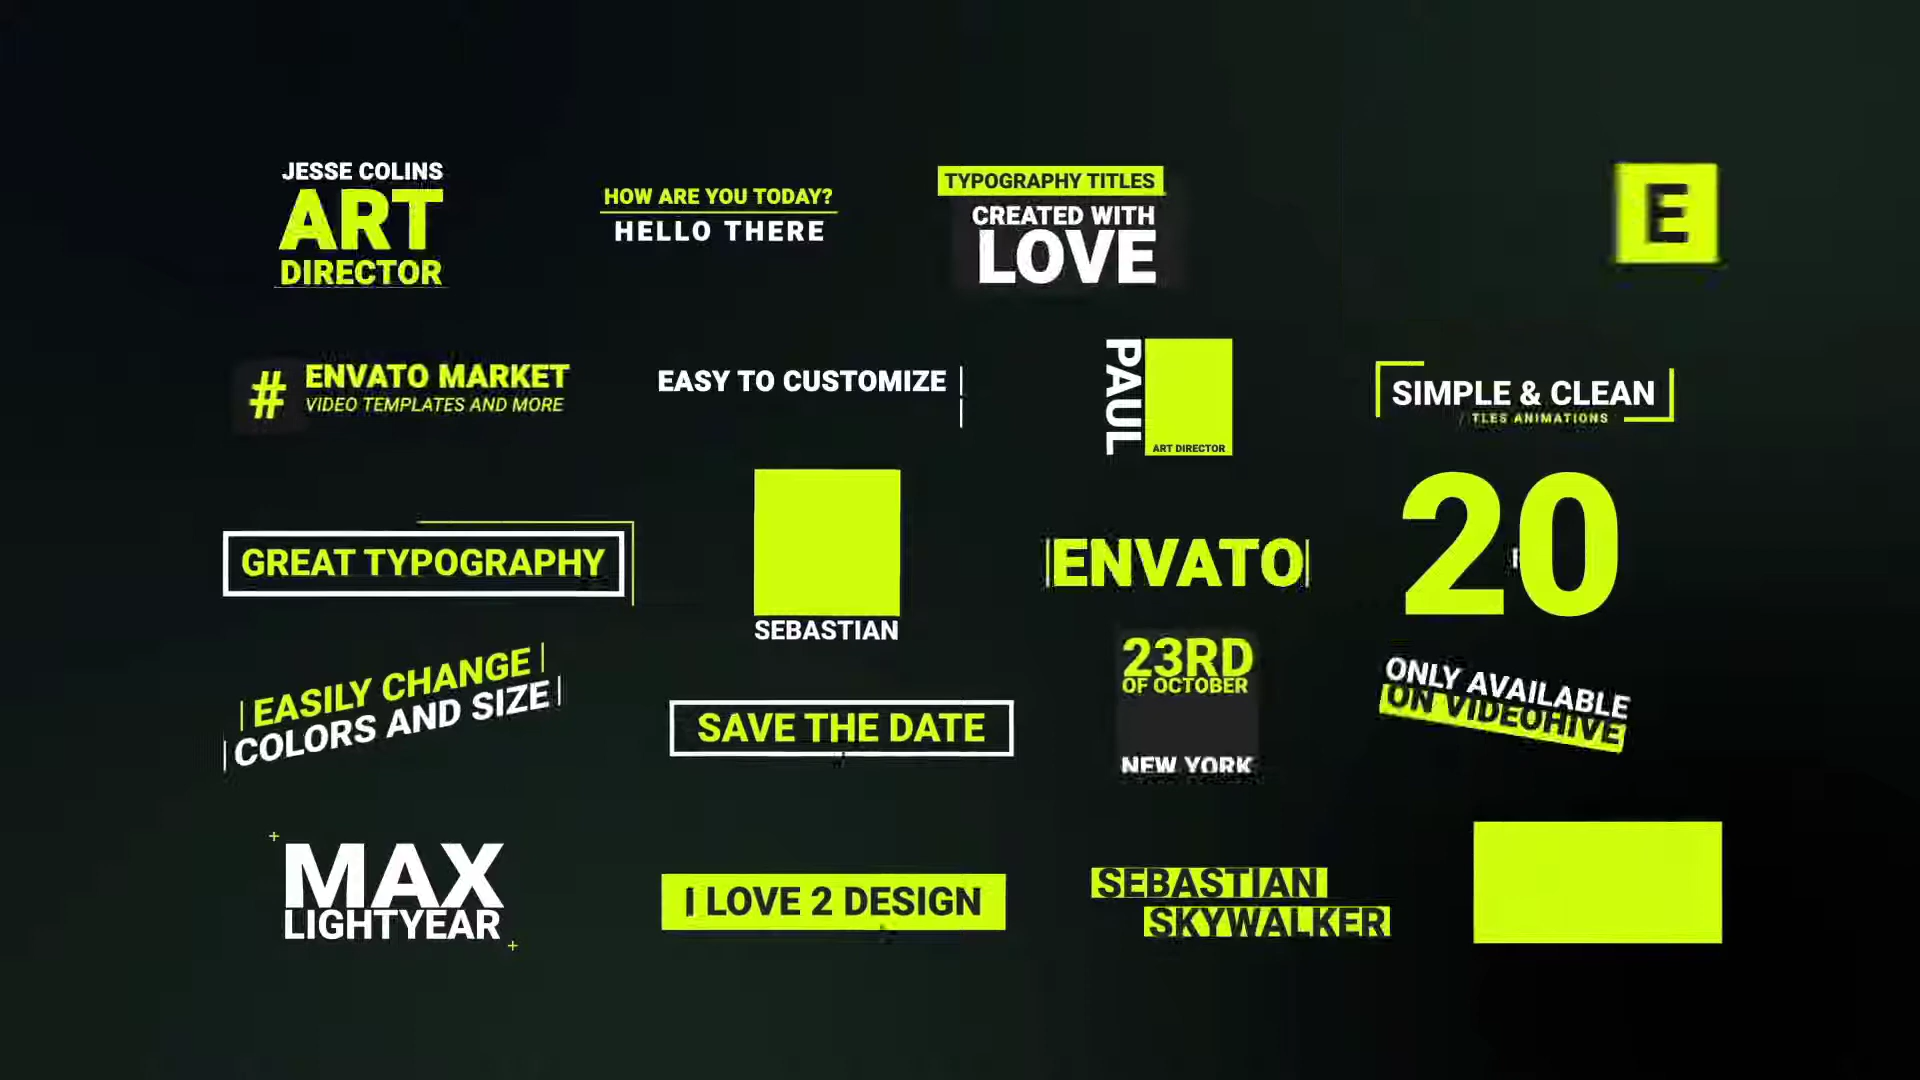 JESSE COLINS
ART
DIRECTOR
HOW ARE YOU TODAY?
HELLO THERE
TYPOGRAPHY TITLES
CREATED WITH
LOVE
E
#
ENVATO MARKET
VIDEO TEMPLATES AND MORE
EASY TO CUSTOMIZE
PAUL
ART DIRECTOR
SIMPLE & CLEAN
TLES ANIMATIONS
GREAT TYPOGRAPHY
SEBASTIAN
ENVATO
20
EASILY CHANGE
COLORS AND SIZE
SAVE THE DATE
23RD
OF OCTOBER
NEW YORK
ONLY AVAILABLE
ON VIDEOHIVE
MAX
LIGHTYEAR
I LOVE 2 DESIGN
SEBASTIAN
SKYWALKER